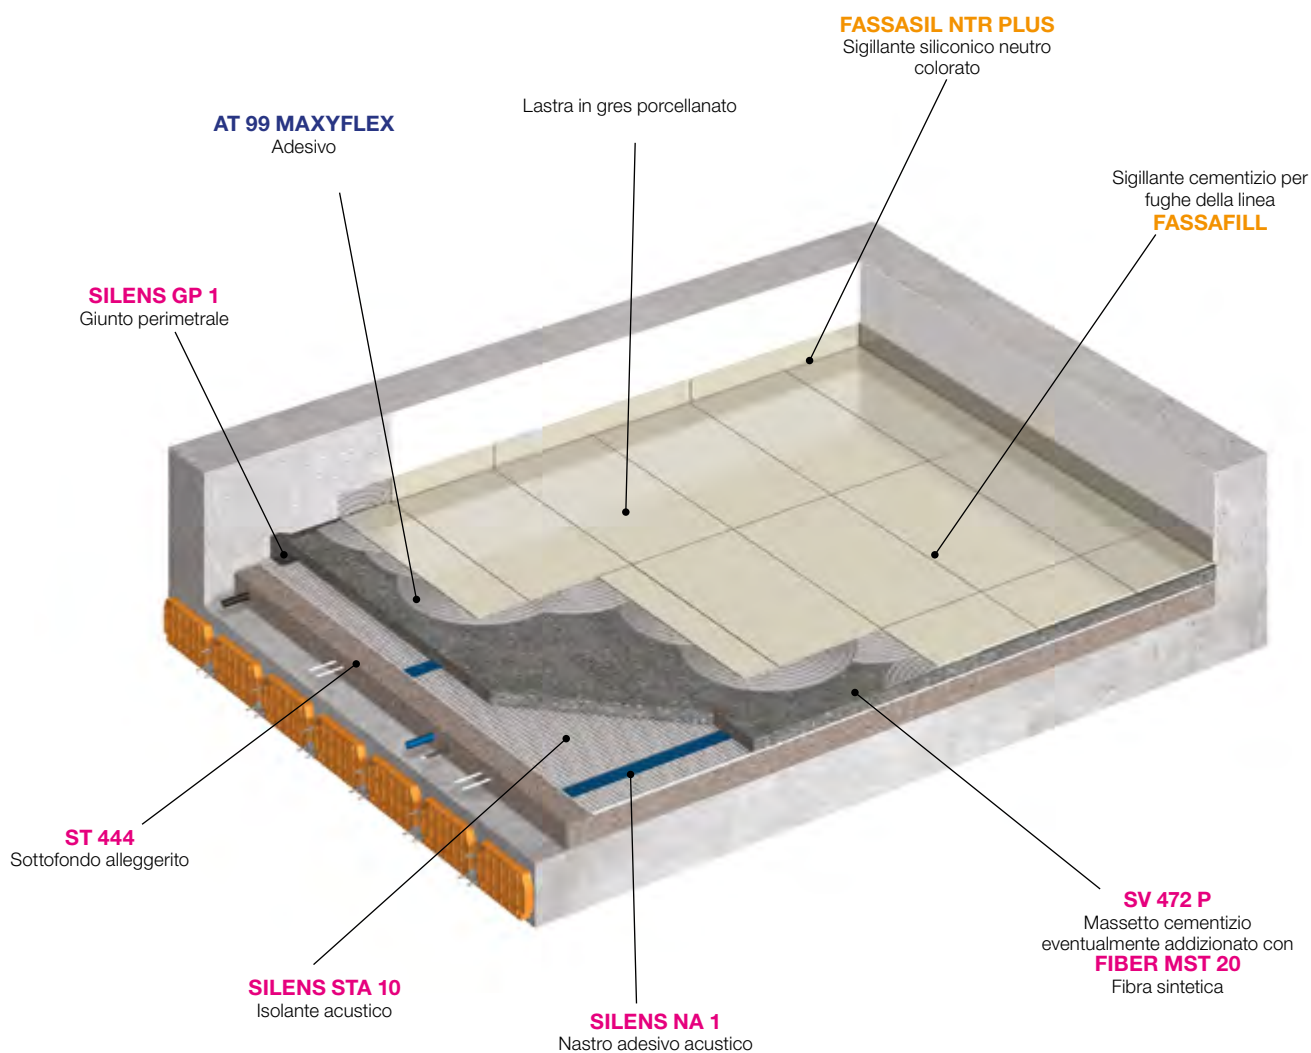 FASSASIL NTR PLUS
Sigillante siliconico neutro
colorato
Lastra in gres porcellanato
AT 99 MAXYFLEX
Adesivo
Sigillante cementizio per
fughe della linea
FASSAFILL
SILENS GP 1
Giunto perimetrale
ST 444
Sottofondo alleggerito
SV 472 P
Massetto cementizio
eventualmente addizionato con
FIBER MST 20
Fibra sintetica
SILENS STA 10
Isolante acustico
SILENS NA 1
Nastro adesivo acustico